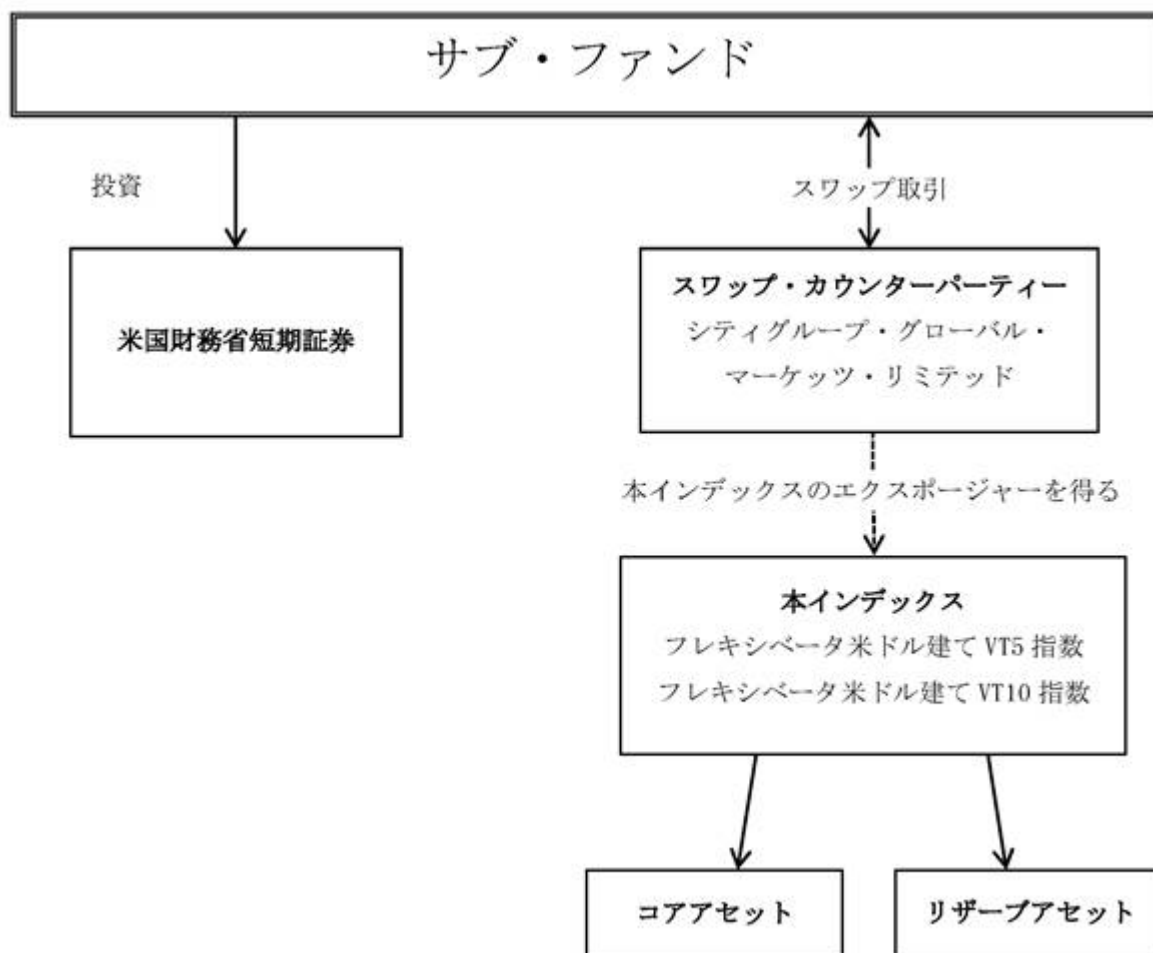 サブ・ファンド
投資
スワップ取引
米国財務省短期証券
スワップ・カウンターパーティー
シティグループ・グローバル・
マーケッツ・リミテッド
本インデックスのエクスポージャーを得る
本インデックス
フレキシベータ米ドル建て VT5 指数
フレキシベータ米ドル建て VT10 指数
コアアセット
リザーブアセット